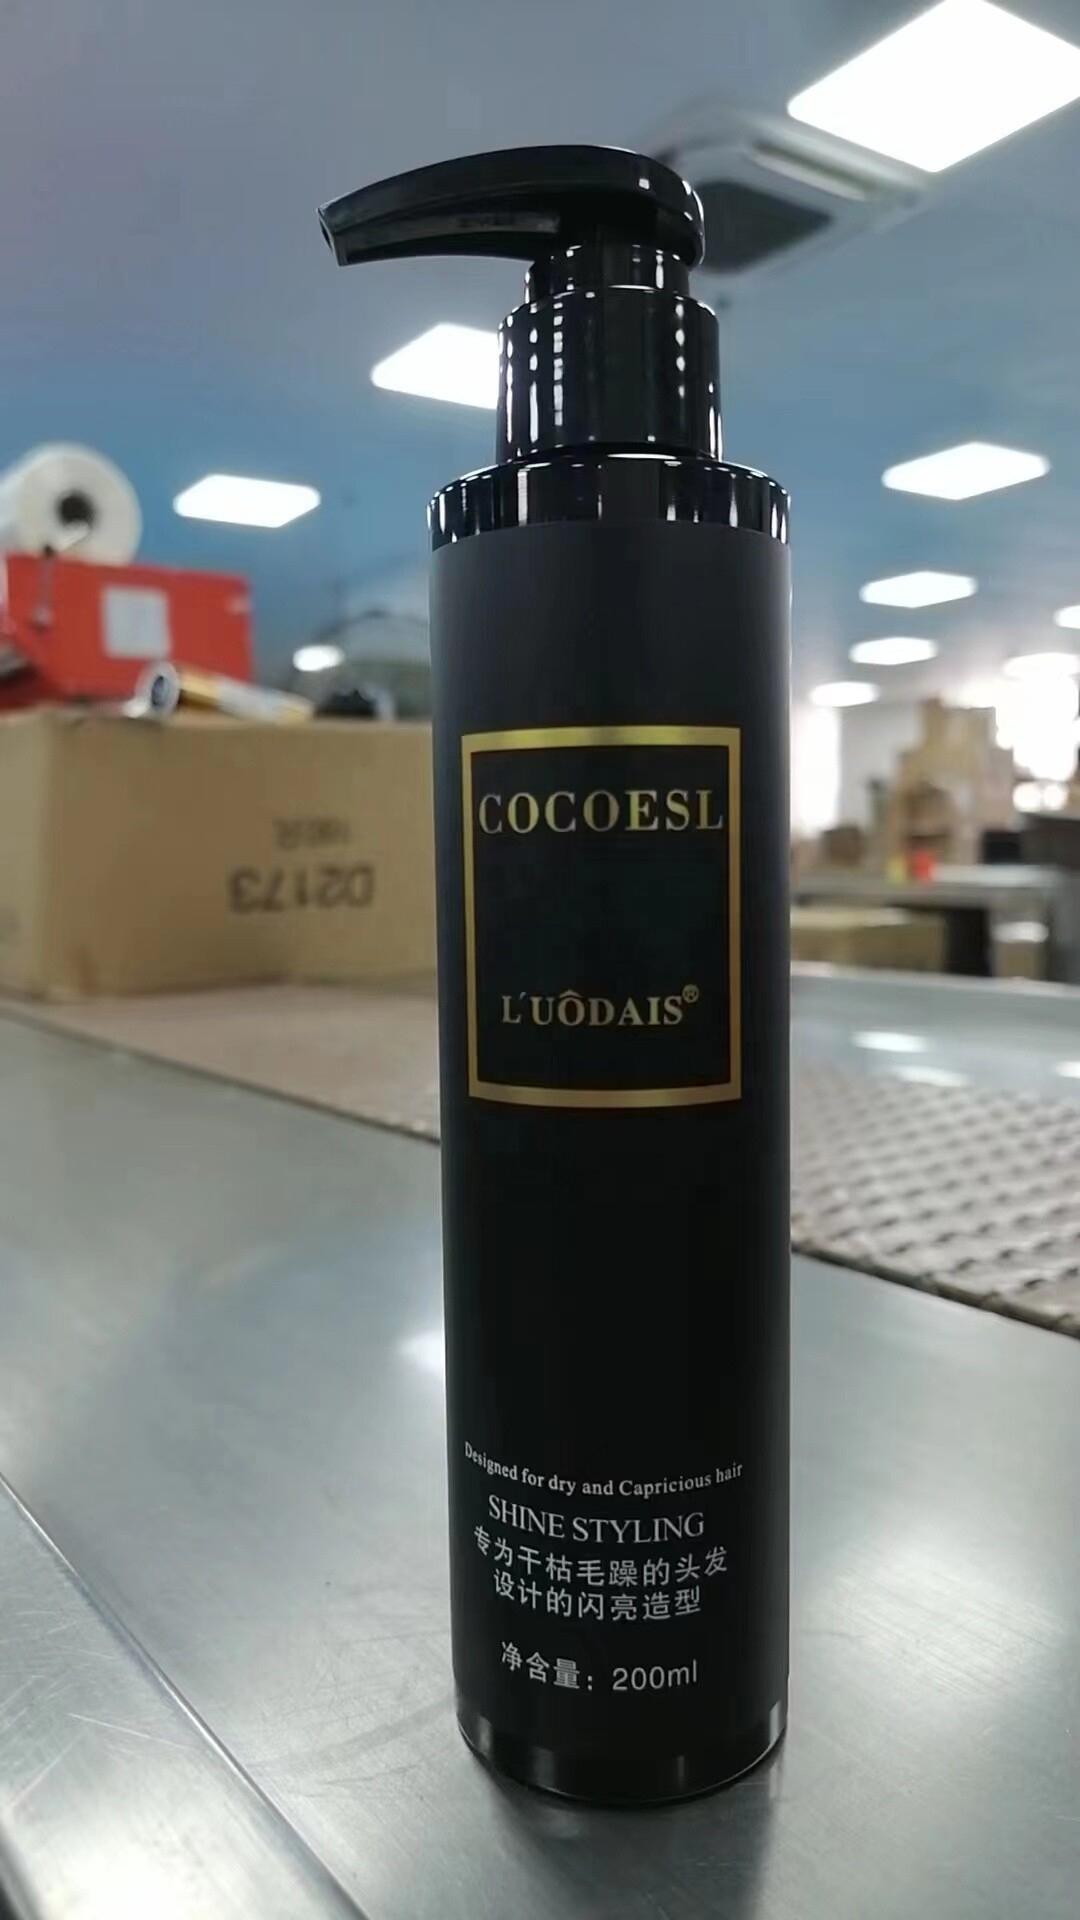 COCOESL
L'UÔDAIS®
Designed for dry and Capricious hair
SHINE STYLING
专为干枯毛躁的头发
设计的闪亮造型
净含量：200ml
D2173